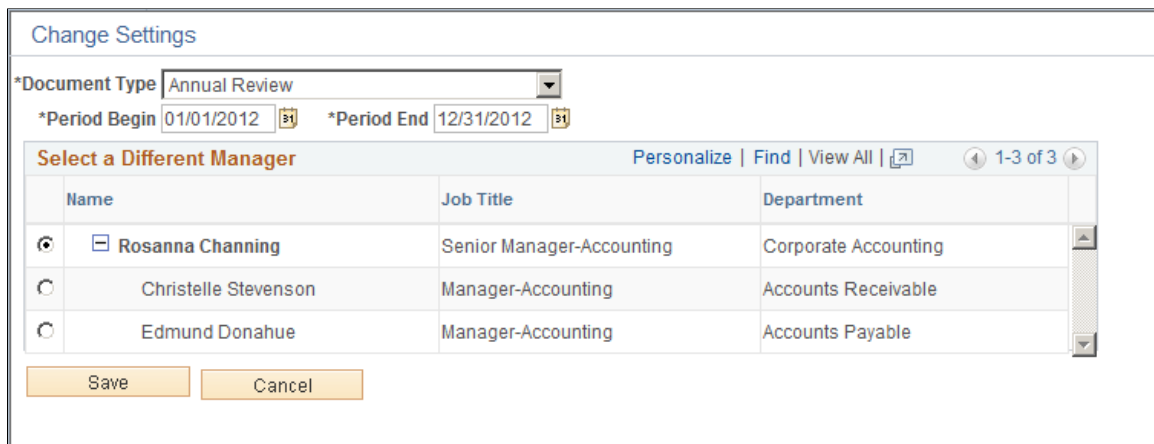 Change Settings
*Document Type Annual Review
*Period Begin 01/01/2012 31 *Period End 12/31/2012 31
Select a Different Manager Personalize | Find | View All | 1-3 of 3
Name Job Title Department
Rosanna Channing Senior Manager-Accounting Corporate Accounting
Christelle Stevenson Manager-Accounting Accounts Receivable
Edmund Donahue Manager-Accounting Accounts Payable
Save Cancel